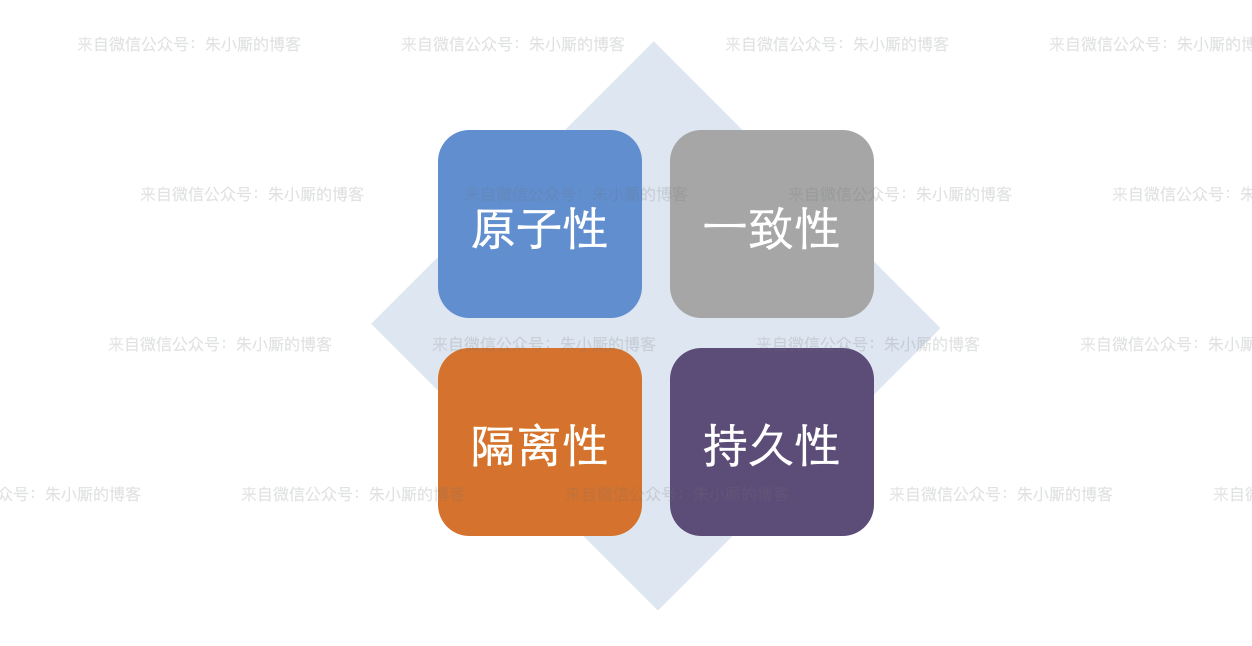 来自微信公众号：朱小厮的博客 来自微信公众号：朱小厮的博客 来自微信公众号：朱小厮的博客 来自微信公众号：朱小厮的博
来自微信公众号：朱小厮的博客 来自微信公众号：朱小厮的博客 来自微信公众号：朱小厮的博客 来自微信公众号：朱
原子性 一致性
来自微信公众号：朱小厮的博客 来自微信公众号：朱小厮的博客 来自微信公众号：朱小厮的博客 来自微信公众号：朱小厮
隔离性 持久性
众号：朱小厮的博客 来自微信公众号：朱小厮的博客 来自微信公众号：朱小厮的博客 来自微信公众号：朱小厮的博客 来自微